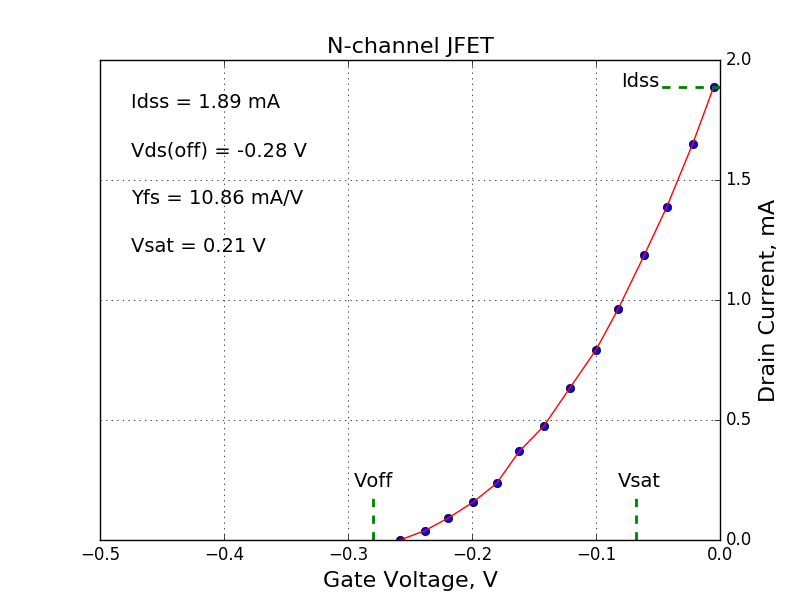 N-channel JFET
Idss = 1.89 mA
Vds(off) = -0.28 V
Yfs = 10.86 mA/V
Vsat = 0.21 V
Idss
Voff
Vsat
2.0
1.5
1.0
0.5
0.0
Drain Current, mA
−0.5 −0.4 −0.3 −0.2 −0.1 0.0
Gate Voltage, V